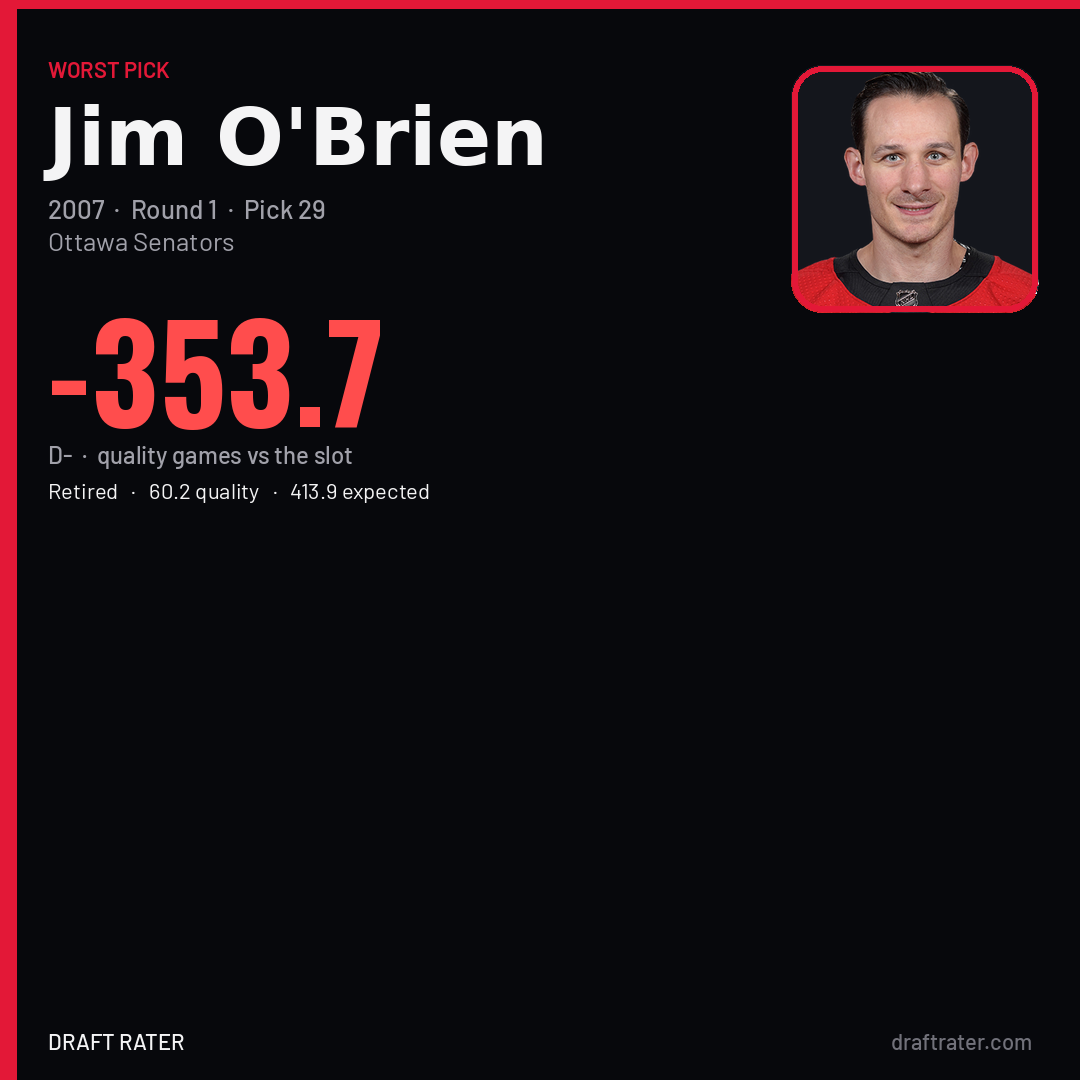 WORST PICK
Jim O'Brien
2007 · Round 1 · Pick 29
Ottawa Senators
-353.7
D- · quality games vs the slot
Retired · 60.2 quality · 413.9 expected
DRAFT RATER
draftrater.com